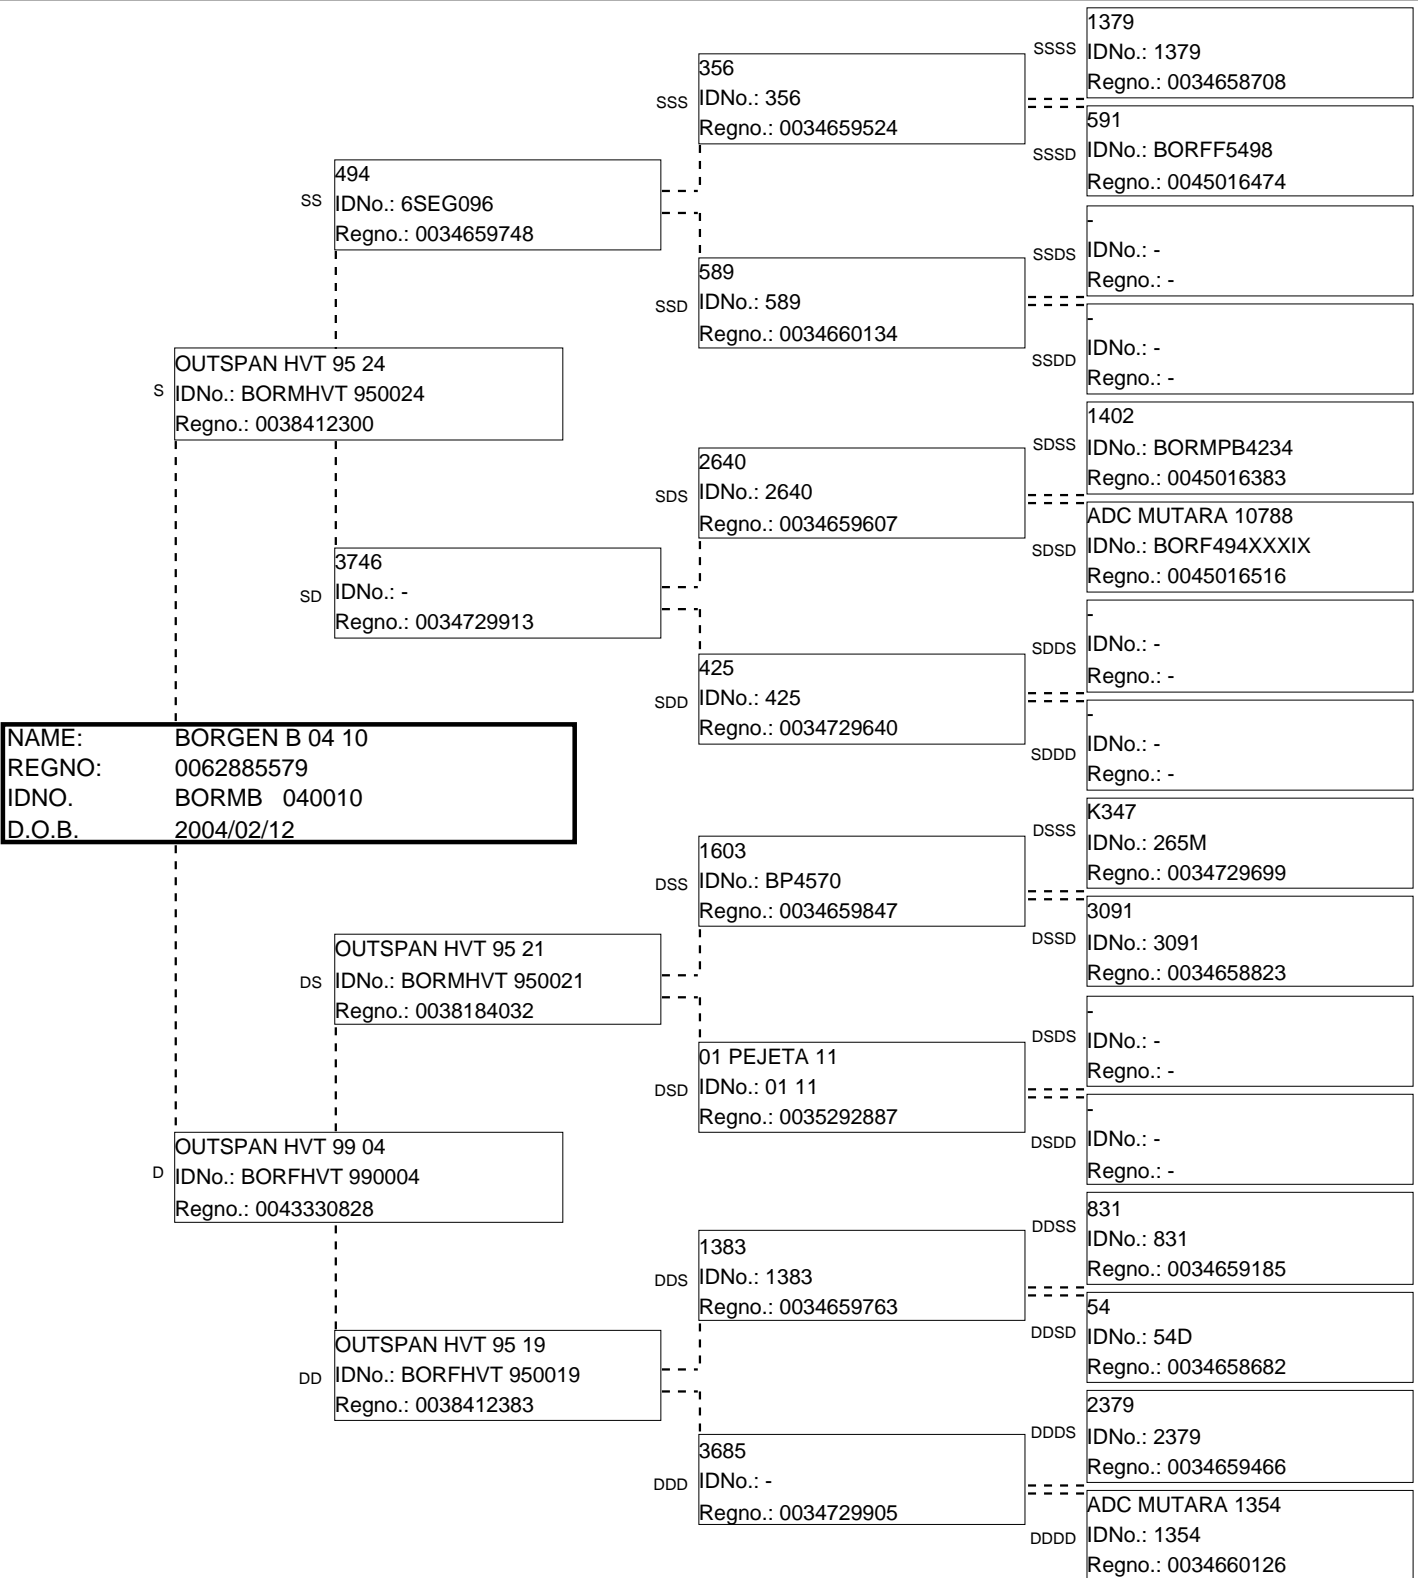 1379
SSSS IDNo.: 1379
Regno.: 0034658708
356
SSS IDNo.: 356
Regno.: 0034659524
591
SSSD IDNo.: BORFF5498
Regno.: 0045016474
494
SS IDNo.: 6SEG096
Regno.: 0034659748
-
SSDS IDNo.: -
Regno.: -
589
SSD IDNo.: 589
Regno.: 0034660134
-
SSDD IDNo.: -
Regno.: -
OUTSPAN HVT 95 24
S IDNo.: BORMHVT 950024
Regno.: 0038412300
1402
SDSS IDNo.: BORMPB4234
Regno.: 0045016383
2640
SDS IDNo.: 2640
Regno.: 0034659607
ADC MUTARA 10788
SDSD IDNo.: BORF494XXXIX
Regno.: 0045016516
3746
SD IDNo.: -
Regno.: 0034729913
-
SDDS IDNo.: -
Regno.: -
425
SDD IDNo.: 425
Regno.: 0034729640
-
SDDD IDNo.: -
Regno.: -
NAME: BORGEN B 04 10
REGNO: 0062885579
IDNO. BORMB 040010
D.O.B. 2004/02/12
K347
DSSS IDNo.: 265M
Regno.: 0034729699
1603
DSS IDNo.: BP4570
Regno.: 0034659847
3091
DSSD IDNo.: 3091
Regno.: 0034658823
OUTSPAN HVT 95 21
DS IDNo.: BORMHVT 950021
Regno.: 0038184032
-
DSDS IDNo.: -
Regno.: -
01 PEJETA 11
DSD IDNo.: 01 11
Regno.: 0035292887
-
DSDD IDNo.: -
Regno.: -
OUTSPAN HVT 99 04
D IDNo.: BORFHVT 990004
Regno.: 0043330828
831
DDSS IDNo.: 831
Regno.: 0034659185
1383
DDS IDNo.: 1383
Regno.: 0034659763
54
DDSD IDNo.: 54D
Regno.: 0034658682
OUTSPAN HVT 95 19
DD IDNo.: BORFHVT 950019
Regno.: 0038412383
2379
DDDS IDNo.: 2379
Regno.: 0034659466
3685
DDD IDNo.: -
Regno.: 0034729905
ADC MUTARA 1354
DDDD IDNo.: 1354
Regno.: 0034660126